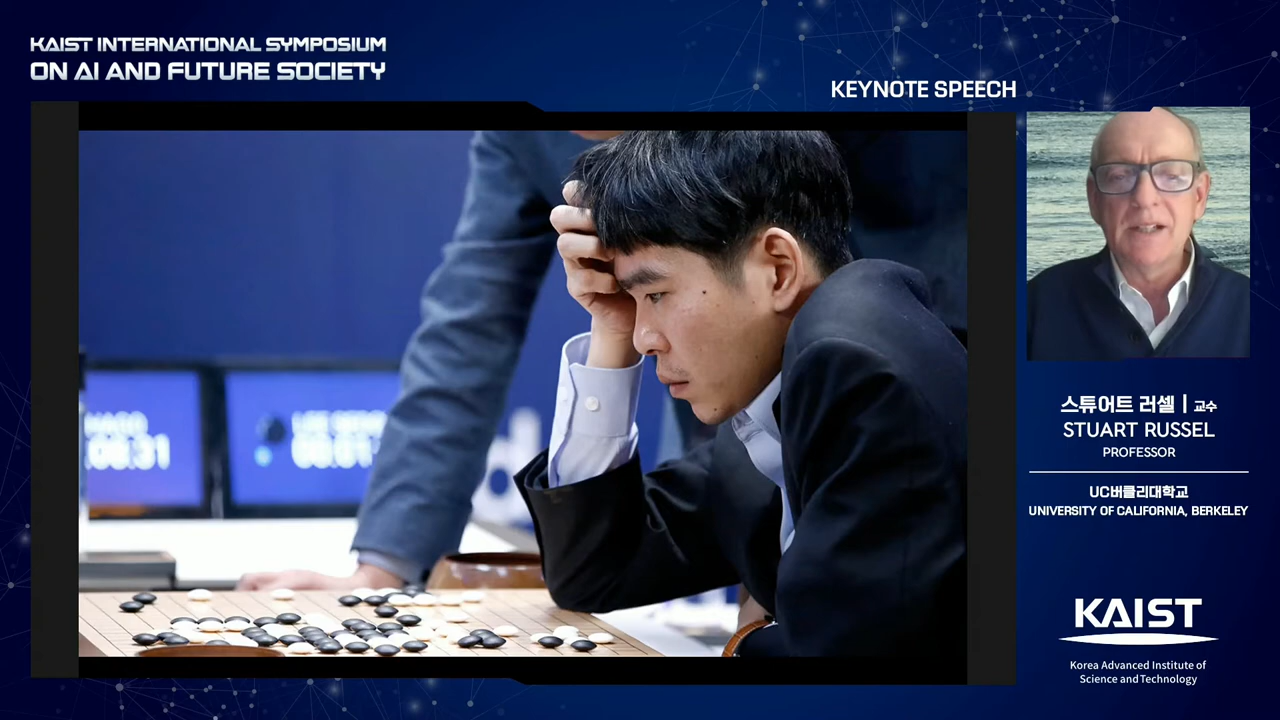 KAIST INTERNATIONAL SYMPOSIUM
ON AI AND FUTURE SOCIETY
KEYNOTE SPEECH
스튜어트 러셀 | 교수
STUART RUSSEL
PROFESSOR
UC버클리대학교
UNIVERSITY OF CALIFORNIA, BERKELEY
KAIST
Korea Advanced Institute of
Science and Technology